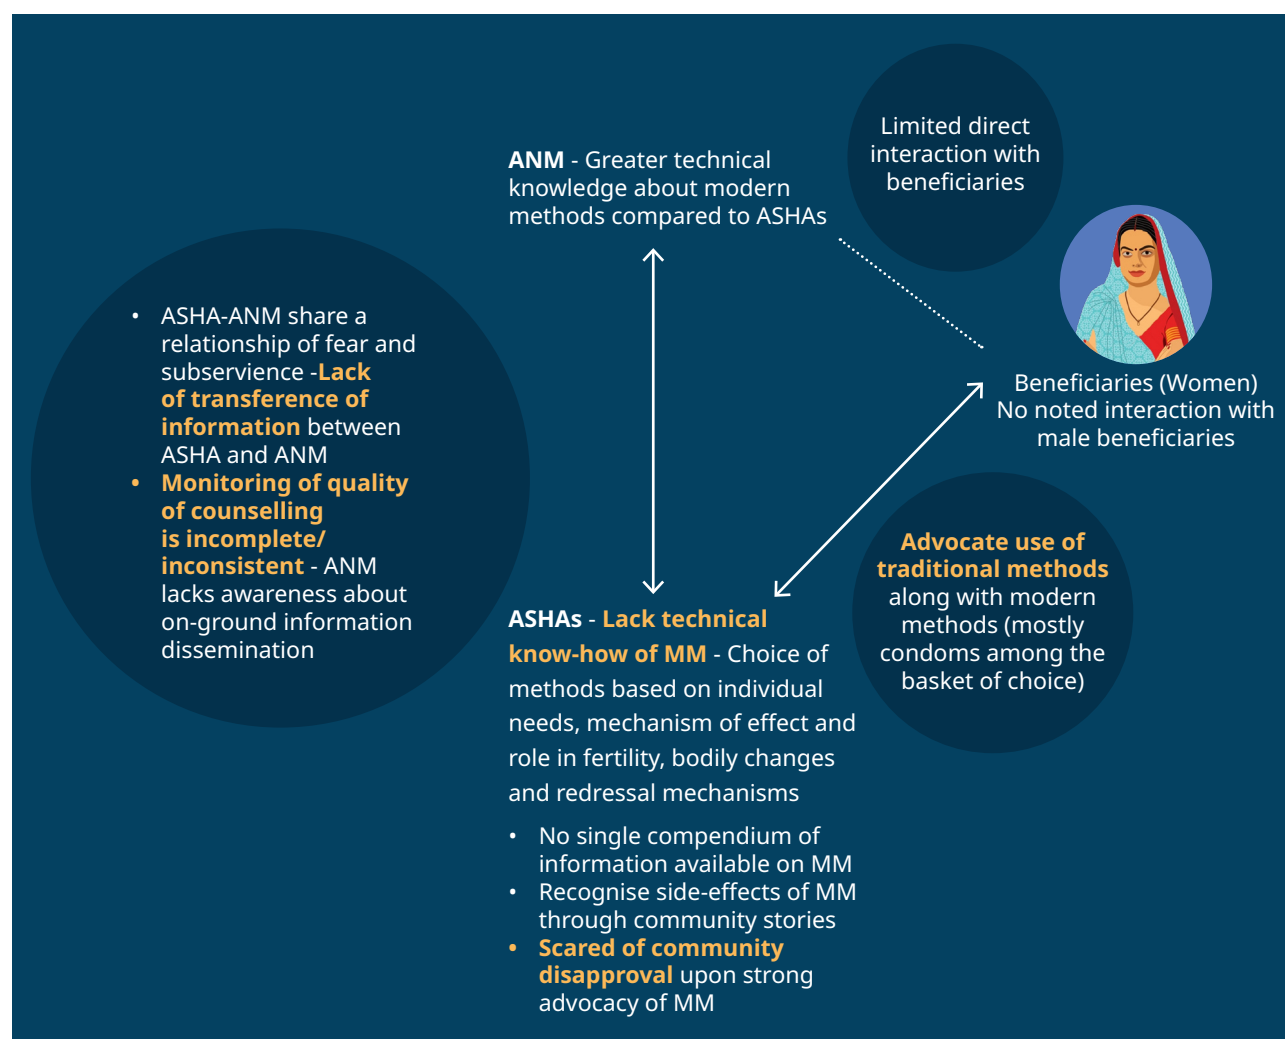 Limited direct
interaction with
beneficiaries
ANM - Greater technical
knowledge about modern
methods compared to ASHAs
• ASHA-ANM share a
relationship of fear and
subservience -Lack
of transference of
information between
ASHA and ANM
• Monitoring of quality
of counselling
is incomplete/
inconsistent - ANM
lacks awareness about
on-ground information
dissemination
Beneficiaries (Women)
No noted interaction with
male beneficiaries
Advocate use of
traditional methods
along with modern
methods (mostly
condoms among the
basket of choice)
ASHAs - Lack technical
know-how of MM - Choice of
methods based on individual
needs, mechanism of effect and
role in fertility, bodily changes
and redressal mechanisms
• No single compendium of
information available on MM
• Recognise side-effects of MM
through community stories
• Scared of community
disapproval upon strong
advocacy of MM